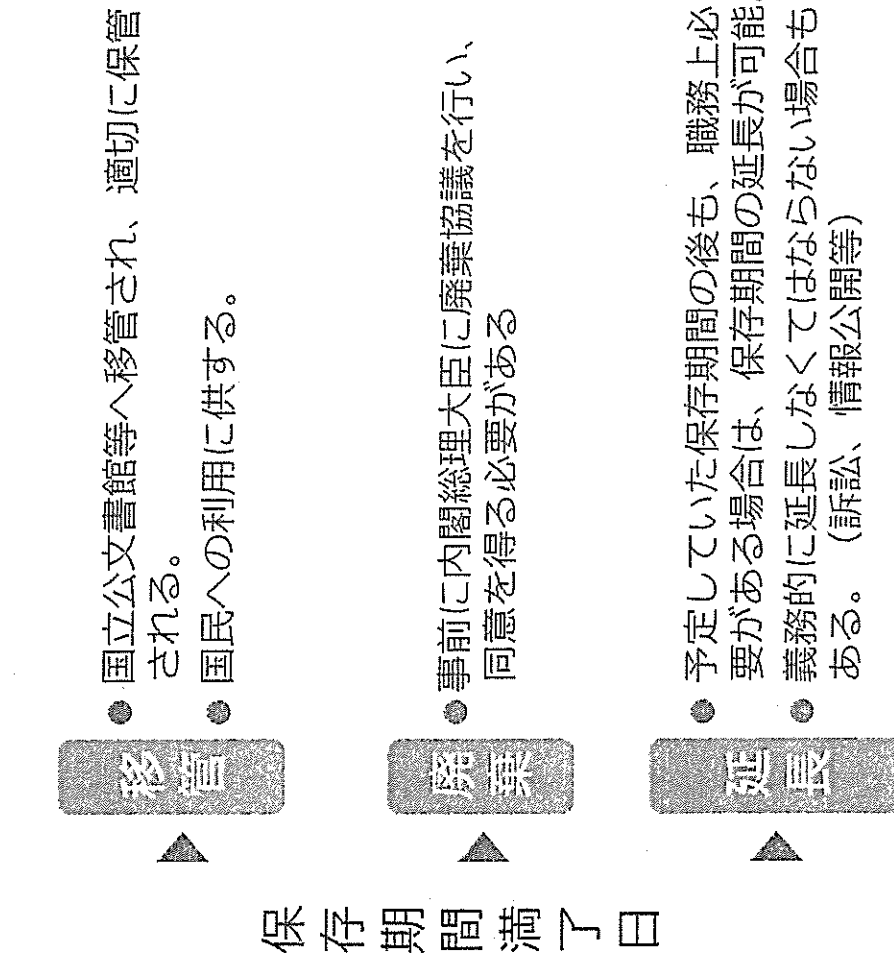 保存期間満了日
移管
国立公文書館等へ移管され、適切に保管
される。
国民への利用に供する。
廃棄
事前に内閣総理大臣に廃棄協議を行い、
同意を得る必要がある
延長
予定していた保存期間の後も、職務上必
要がある場合は、保存期間の延長が可能。
義務的に延長しなくてはならない場合も
ある。（訴訟、情報公開等）